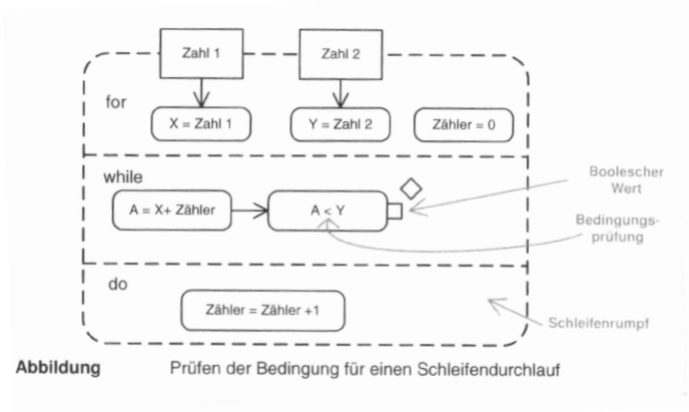 Zahl 1
Zahl 2
for
X = Zahl 1
Y = Zahl 2
Zähler = 0
while
A = X+ Zähler
A < Y
Boolescher
Wert
Bedingungs-
prüfung
do
Zähler = Zähler +1
Schleifenrumpf
Abbildung Prüfen der Bedingung für einen Schleifendurchlauf